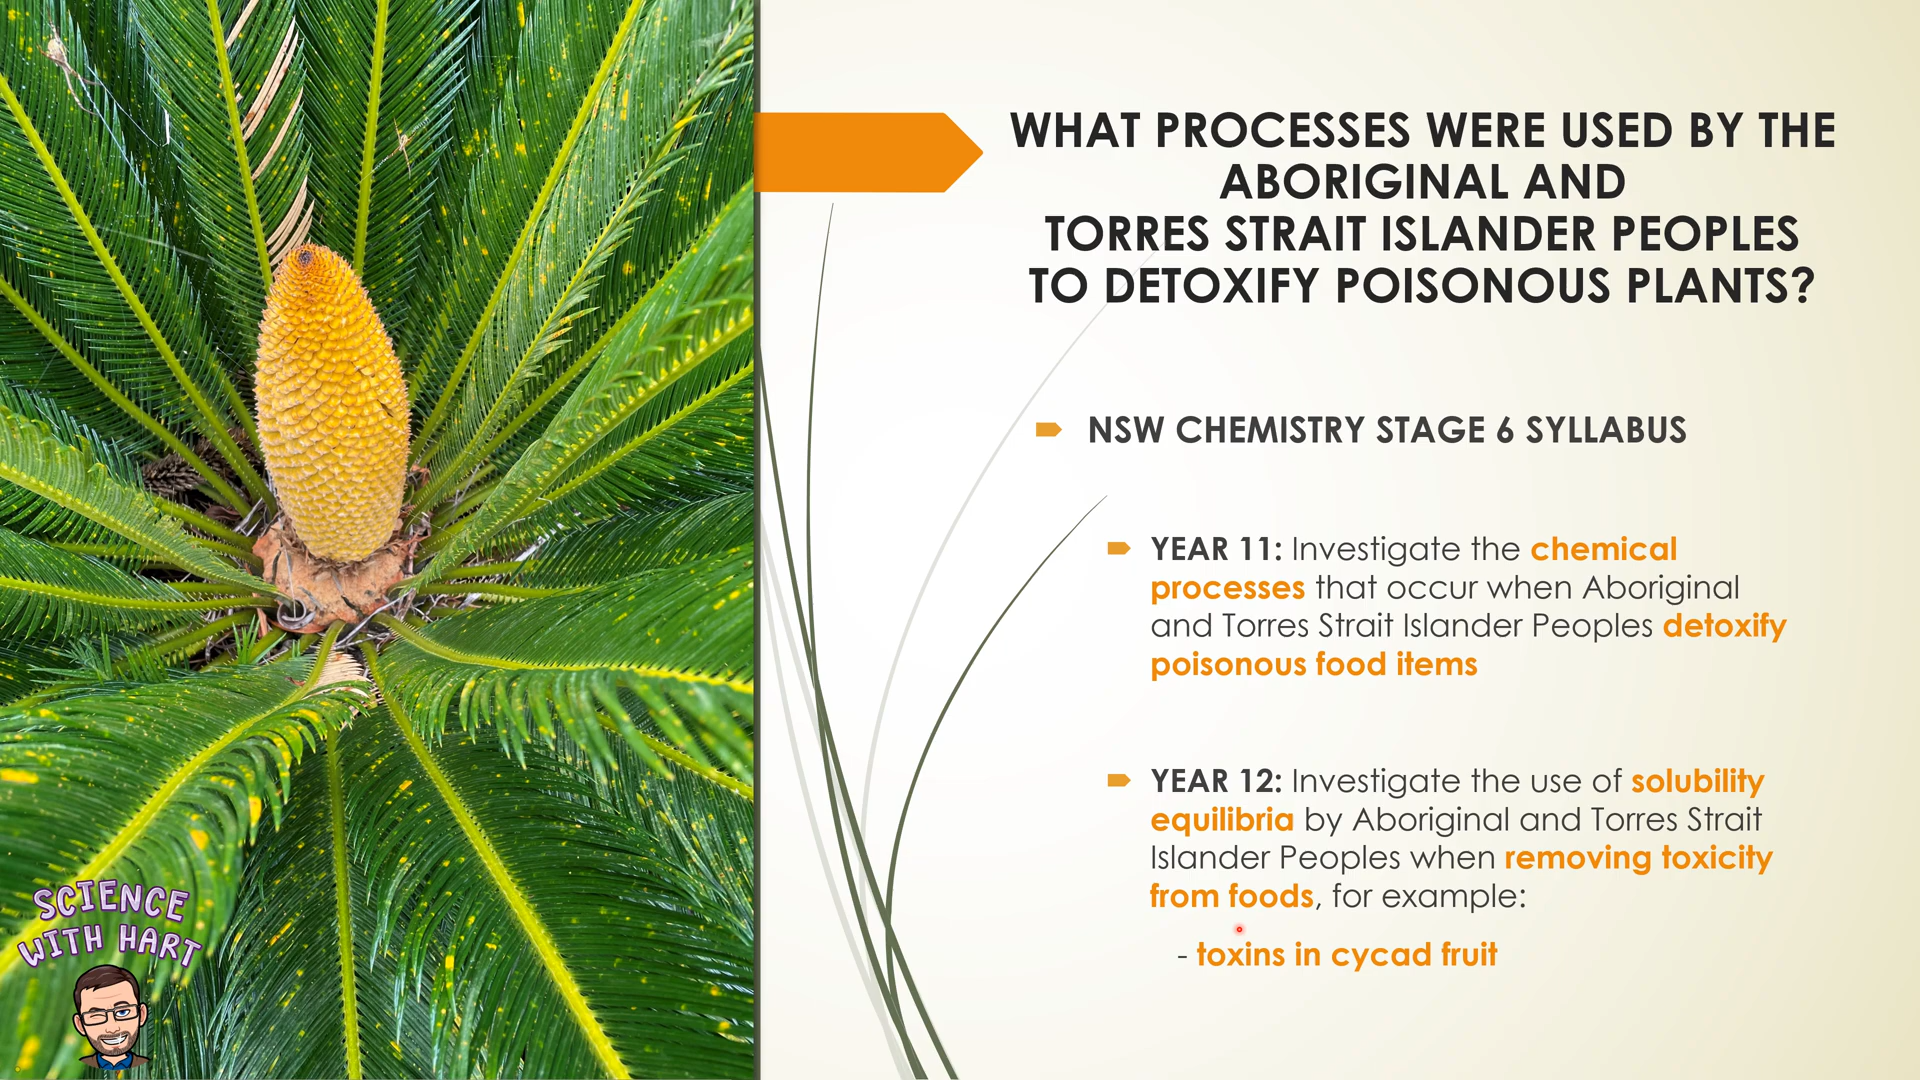 WHAT PROCESSES WERE USED BY THE
ABORIGINAL AND
TORRES STRAIT ISLANDER PEOPLES
TO DETOXIFY POISONOUS PLANTS?
NSW CHEMISTRY STAGE 6 SYLLABUS
YEAR 11: Investigate the chemical
processes that occur when Aboriginal
and Torres Strait Islander Peoples detoxify
poisonous food items
YEAR 12: Investigate the use of solubility
equilibria by Aboriginal and Torres Strait
Islander Peoples when removing toxicity
from foods, for example:
- toxins in cycad fruit
SCIENCE
WITH HART